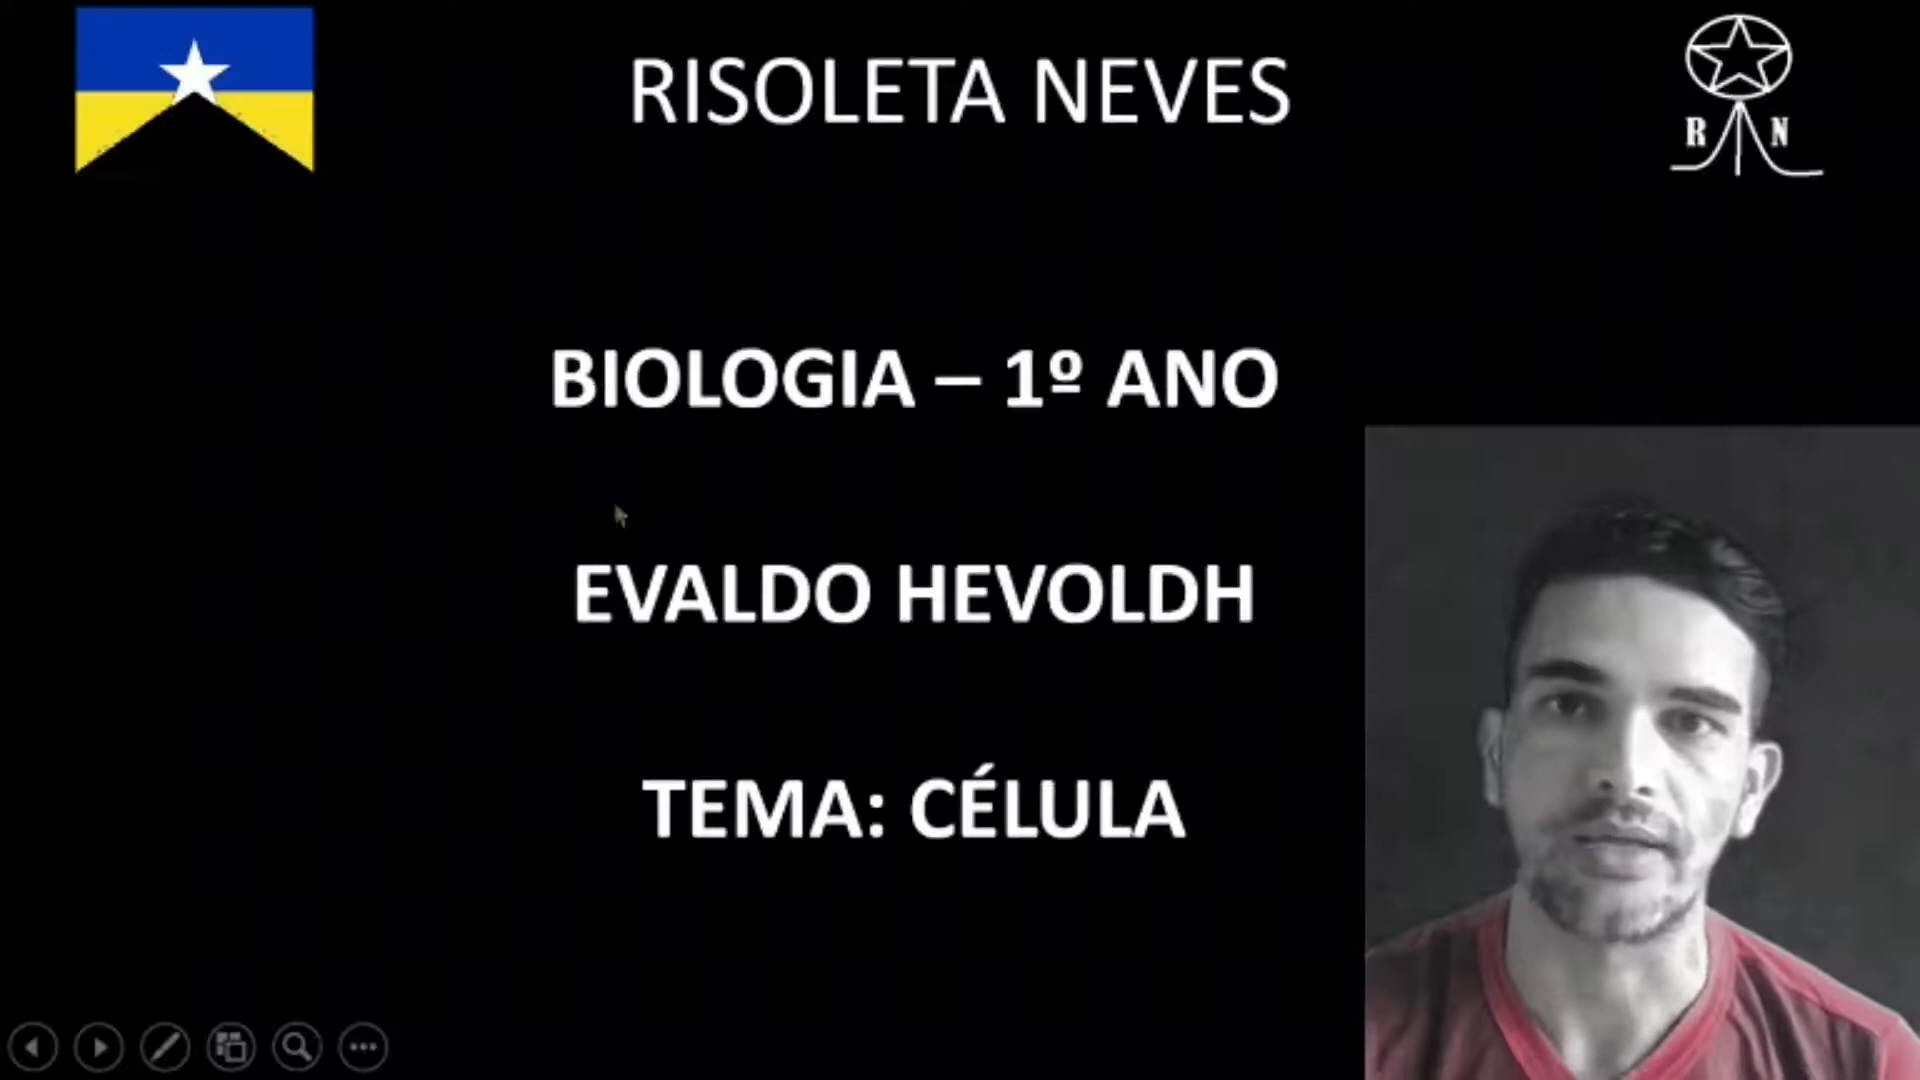 RISOLETA NEVES
R N
BIOLOGIA – 1º ANO
EVALDO HEVOLDH
TEMA: CÉLULA